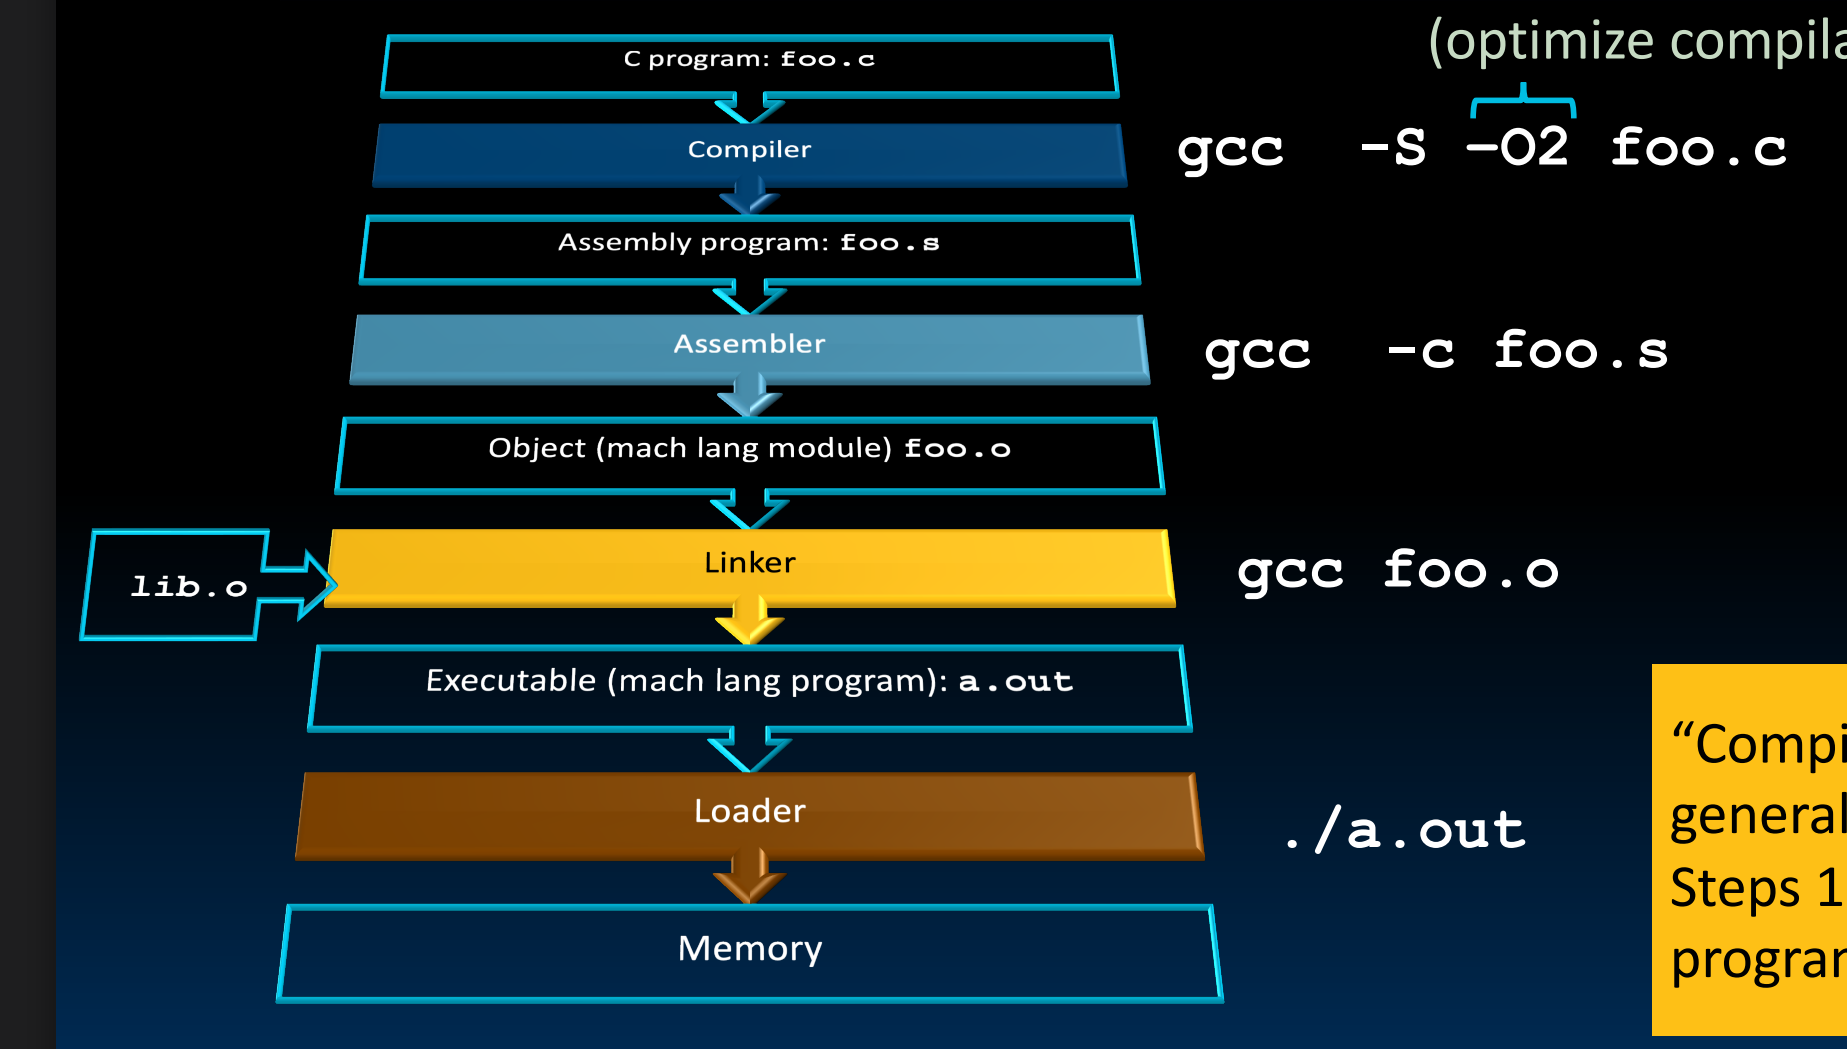 (optimize compila
C program: foo.c
Compiler
gcc -S -O2 foo.c
Assembly program: foo.s
Assembler
gcc -c foo.s
Object (mach lang module) foo.o
Linker
lib.o
gcc foo.o
Executable (mach lang program): a.out
Loader
./a.out
Memory
“Compi
general
Steps 1
program